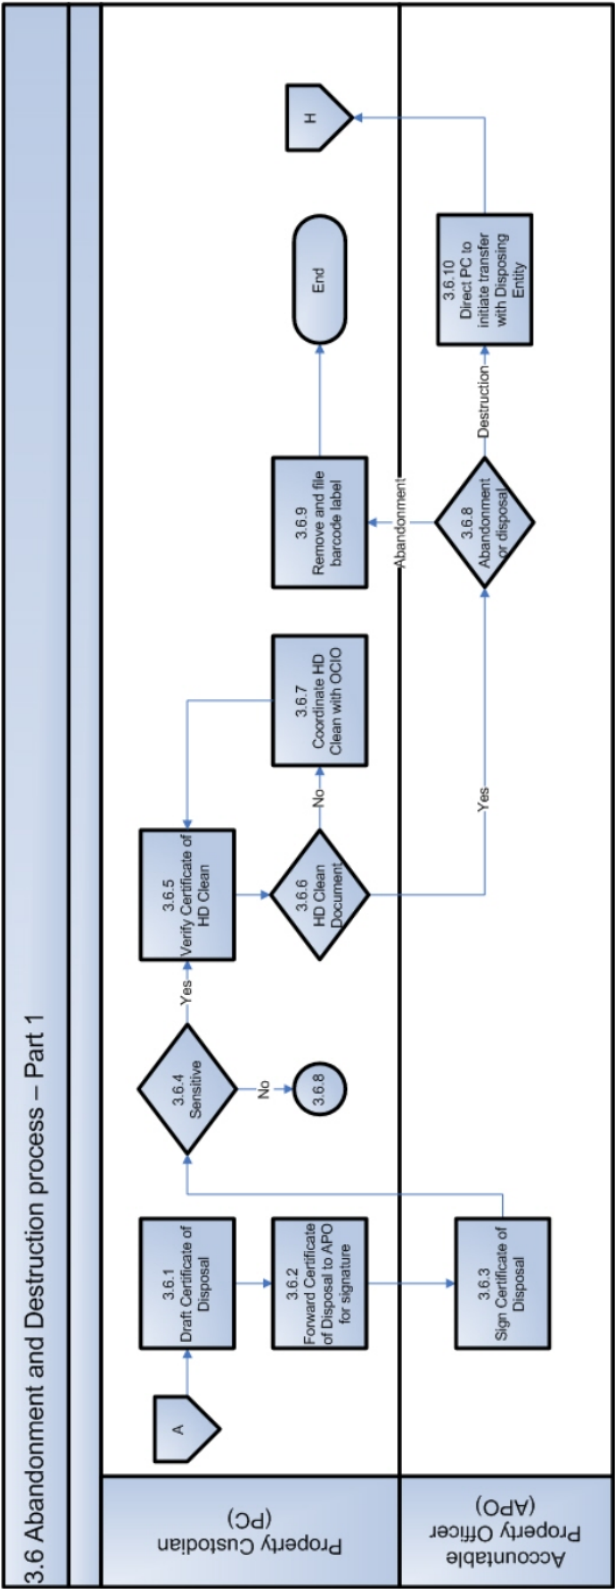 3.6 Abandonment and Destruction process – Part 1
Property Custodian
(PC)
A
3.6.1
Draft Certificate of
Disposal
3.6.2
Forward Certificate
of Disposal to APO
for signature
3.6.4
Sensitive
Yes
No
3.6.8
3.6.5
Verify Certificate of
HD Clean
3.6.6
HD Clean
Document
No
Yes
3.6.7
Coordinate HD
Clean with OCIO
3.6.9
Remove and file
barcode label
End
H
Accountable
Property Officer
(APO)
3.6.3
Sign Certificate of
Disposal
3.6.8
Abandonment
or disposal
Abandonment
Destruction
3.6.10
Direct PC to
initiate transfer
with Disposing
Entity